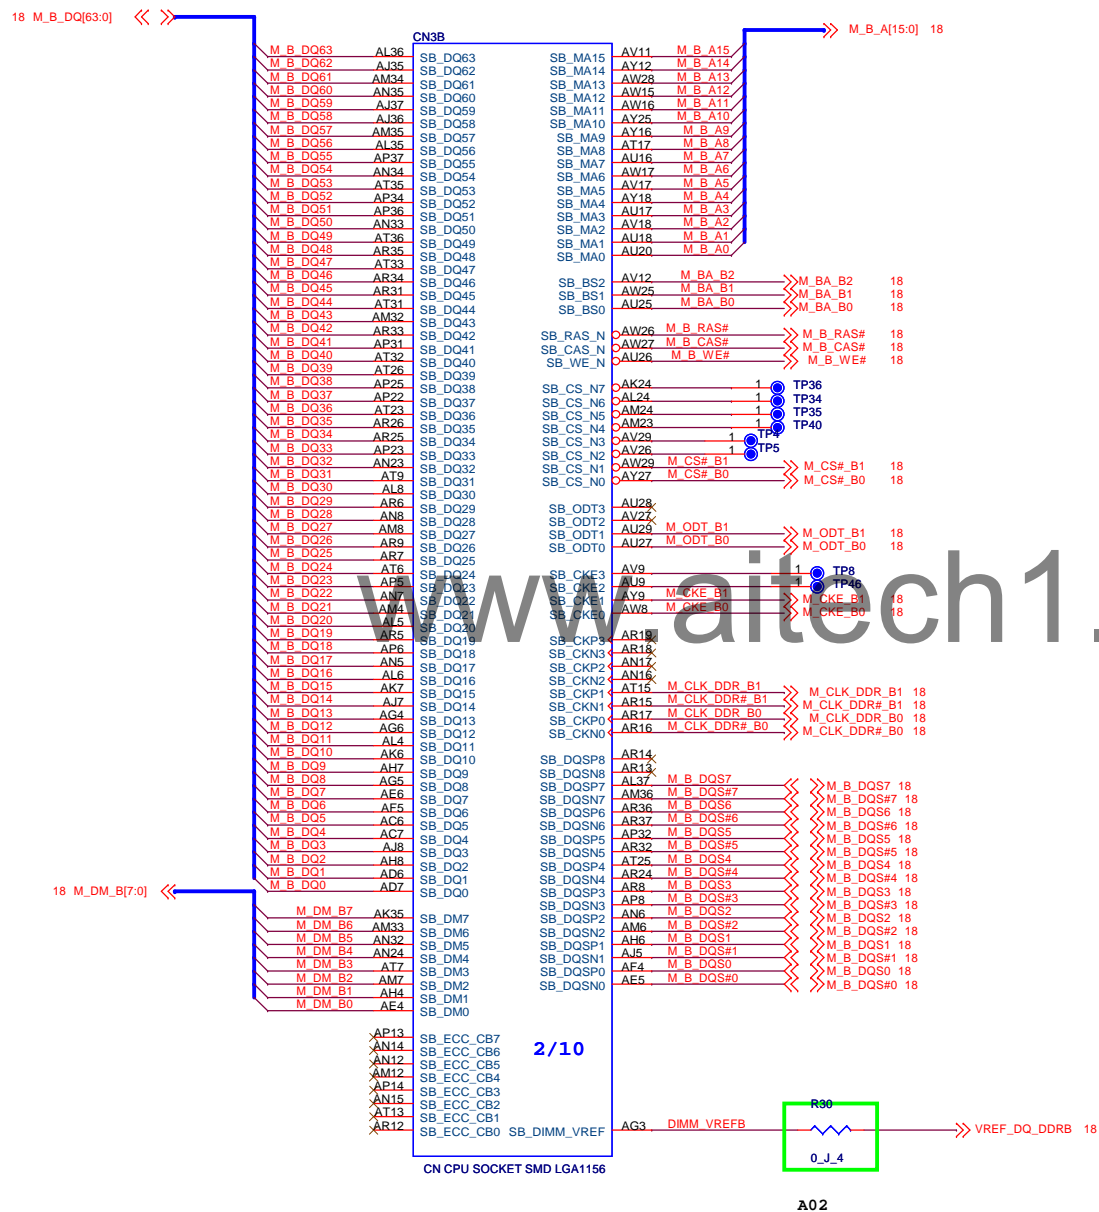 18 M_B_DQ[63:0]
M_B_A[15:0] 18
CN3B
M_B_DQ63 AL36 SB_DQ63 SB_MA15 AV11 M_B_A15
M_B_DQ62 AJ35 SB_DQ62 SB_MA14 AY12 M_B_A14
M_B_DQ61 AM34 SB_DQ61 SB_MA13 AW28 M_B_A13
M_B_DQ60 AN35 SB_DQ60 SB_MA12 AW15 M_B_A12
M_B_DQ59 AJ37 SB_DQ59 SB_MA11 AW16 M_B_A11
M_B_DQ58 AJ36 SB_DQ58 SB_MA10 AY25 M_B_A10
M_B_DQ57 AM35 SB_DQ57 SB_MA9 AY16 M_B_A9
M_B_DQ56 AL35 SB_DQ56 SB_MA8 AT17 M_B_A8
M_B_DQ55 AP37 SB_DQ55 SB_MA7 AU16 M_B_A7
M_B_DQ54 AN34 SB_DQ54 SB_MA6 AW17 M_B_A6
M_B_DQ53 AT35 SB_DQ53 SB_MA5 AV17 M_B_A5
M_B_DQ52 AP34 SB_DQ52 SB_MA4 AY18 M_B_A4
M_B_DQ51 AP36 SB_DQ51 SB_MA3 AU17 M_B_A3
M_B_DQ50 AN33 SB_DQ50 SB_MA2 AV18 M_B_A2
M_B_DQ49 AT36 SB_DQ49 SB_MA1 AU18 M_B_A1
M_B_DQ48 AR35 SB_DQ48 SB_MA0 AU20 M_B_A0
M_B_DQ47 AT33 SB_DQ47
M_B_DQ46 AR34 SB_DQ46 SB_BS2 AV12 M_BA_B2 M_BA_B2 18
M_B_DQ45 AR31 SB_DQ45 SB_BS1 AW25 M_BA_B1 M_BA_B1 18
M_B_DQ44 AT31 SB_DQ44 SB_BS0 AU25 M_BA_B0 M_BA_B0 18
M_B_DQ43 AM32 SB_DQ43
M_B_DQ42 AR33 SB_DQ42 SB_RAS_N AW26 M_B_RAS# M_B_RAS# 18
M_B_DQ41 AP31 SB_DQ41 SB_CAS_N AW27 M_B_CAS# M_B_CAS# 18
M_B_DQ40 AT32 SB_DQ40 SB_WE_N AU26 M_B_WE# M_B_WE# 18
M_B_DQ39 AT26 SB_DQ39
M_B_DQ38 AP25 SB_DQ38 SB_CS_N7 AK24 1 TP36
M_B_DQ37 AP22 SB_DQ37 SB_CS_N6 AL24 1 TP34
M_B_DQ36 AT23 SB_DQ36 SB_CS_N5 AM24 1 TP35
M_B_DQ35 AR26 SB_DQ35 SB_CS_N4 AM23 1 TP40
M_B_DQ34 AR25 SB_DQ34 SB_CS_N3 AV29 1 TP4
M_B_DQ33 AP23 SB_DQ33 SB_CS_N2 AV26 1 TP5
M_B_DQ32 AN23 SB_DQ32 SB_CS_N1 AW29 M_CS#_B1 M_CS#_B1 18
M_B_DQ31 AT9 SB_DQ31 SB_CS_N0 AY27 M_CS#_B0 M_CS#_B0 18
M_B_DQ30 AL8 SB_DQ30
M_B_DQ29 AR6 SB_DQ29 SB_ODT3 AU28
M_B_DQ28 AN8 SB_DQ28 SB_ODT2 AV27
M_B_DQ27 AM8 SB_DQ27 SB_ODT1 AU29 M_ODT_B1 M_ODT_B1 18
M_B_DQ26 AR9 SB_DQ26 SB_ODT0 AU27 M_ODT_B0 M_ODT_B0 18
M_B_DQ25 AR7 SB_DQ25
M_B_DQ24 AT6 SB_DQ24 SB_CKE3 AV9 1 TP8
M_B_DQ23 AP5 SB_DQ23 SB_CKE2 AU9 1 TP46
M_B_DQ22 AN7 SB_DQ22 SB_CKE1 AY9 M_CKE_B1 M_CKE_B1 18
M_B_DQ21 AM4 SB_DQ21 SB_CKE0 AW8 M_CKE_B0 M_CKE_B0 18
www.aitech1.
M_B_DQ20 AL5 SB_DQ20
M_B_DQ19 AR5 SB_DQ19 SB_CKP3 AR19
M_B_DQ18 AP6 SB_DQ18 SB_CKN3 AR18
M_B_DQ17 AN5 SB_DQ17 SB_CKP2 AN17
M_B_DQ16 AL6 SB_DQ16 SB_CKN2 AN16
M_B_DQ15 AK7 SB_DQ15 SB_CKP1 AT15 M_CLK_DDR_B1 M_CLK_DDR_B1 18
M_B_DQ14 AJ7 SB_DQ14 SB_CKN1 AR15 M_CLK_DDR#_B1 M_CLK_DDR#_B1 18
M_B_DQ13 AG4 SB_DQ13 SB_CKP0 AR17 M_CLK_DDR_B0 M_CLK_DDR_B0 18
M_B_DQ12 AG6 SB_DQ12 SB_CKN0 AR16 M_CLK_DDR#_B0 M_CLK_DDR#_B0 18
M_B_DQ11 AL4 SB_DQ11
M_B_DQ10 AK6 SB_DQ10 SB_DQSP8 AR14
M_B_DQ9 AH7 SB_DQ9 SB_DQSN8 AR13
M_B_DQ8 AG5 SB_DQ8 SB_DQSP7 AL37 M_B_DQS7 M_B_DQS7 18
M_B_DQ7 AE6 SB_DQ7 SB_DQSN7 AM36 M_B_DQS#7 M_B_DQS#7 18
M_B_DQ6 AF5 SB_DQ6 SB_DQSP6 AR36 M_B_DQS6 M_B_DQS6 18
M_B_DQ5 AC6 SB_DQ5 SB_DQSN6 AR37 M_B_DQS#6 M_B_DQS#6 18
M_B_DQ4 AC7 SB_DQ4 SB_DQSP5 AP32 M_B_DQS5 M_B_DQS5 18
M_B_DQ3 AJ8 SB_DQ3 SB_DQSN5 AR32 M_B_DQS#5 M_B_DQS#5 18
M_B_DQ2 AH8 SB_DQ2 SB_DQSP4 AT25 M_B_DQS4 M_B_DQS4 18
M_B_DQ1 AD6 SB_DQ1 SB_DQSN4 AR24 M_B_DQS#4 M_B_DQS#4 18
M_B_DQ0 AD7 SB_DQ0 SB_DQSP3 AR8 M_B_DQS3 M_B_DQS3 18
18 M_DM_B[7:0]
SB_DQSN3 AP8 M_B_DQS#3 M_B_DQS#3 18
M_DM_B7 AK35 SB_DM7 SB_DQSP2 AN6 M_B_DQS2 M_B_DQS2 18
M_DM_B6 AM33 SB_DM6 SB_DQSN2 AM6 M_B_DQS#2 M_B_DQS#2 18
M_DM_B5 AN32 SB_DM5 SB_DQSP1 AH6 M_B_DQS1 M_B_DQS1 18
M_DM_B4 AN24 SB_DM4 SB_DQSN1 AJ5 M_B_DQS#1 M_B_DQS#1 18
M_DM_B3 AT7 SB_DM3 SB_DQSP0 AF4 M_B_DQS0 M_B_DQS0 18
M_DM_B2 AM7 SB_DM2 SB_DQSN0 AE5 M_B_DQS#0 M_B_DQS#0 18
M_DM_B1 AH4 SB_DM1
M_DM_B0 AE4 SB_DM0
AP13 SB_ECC_CB7
AN14 SB_ECC_CB6 2/10
AN12 SB_ECC_CB5
AM12 SB_ECC_CB4
AP14 SB_ECC_CB3
AN15 SB_ECC_CB2
AT13 SB_ECC_CB1
AR12 SB_ECC_CB0 SB_DIMM_VREF AG3 DIMM_VREFB R30 VREF_DQ_DDRB 18
0_J_4
CN CPU SOCKET SMD LGA1156
A02